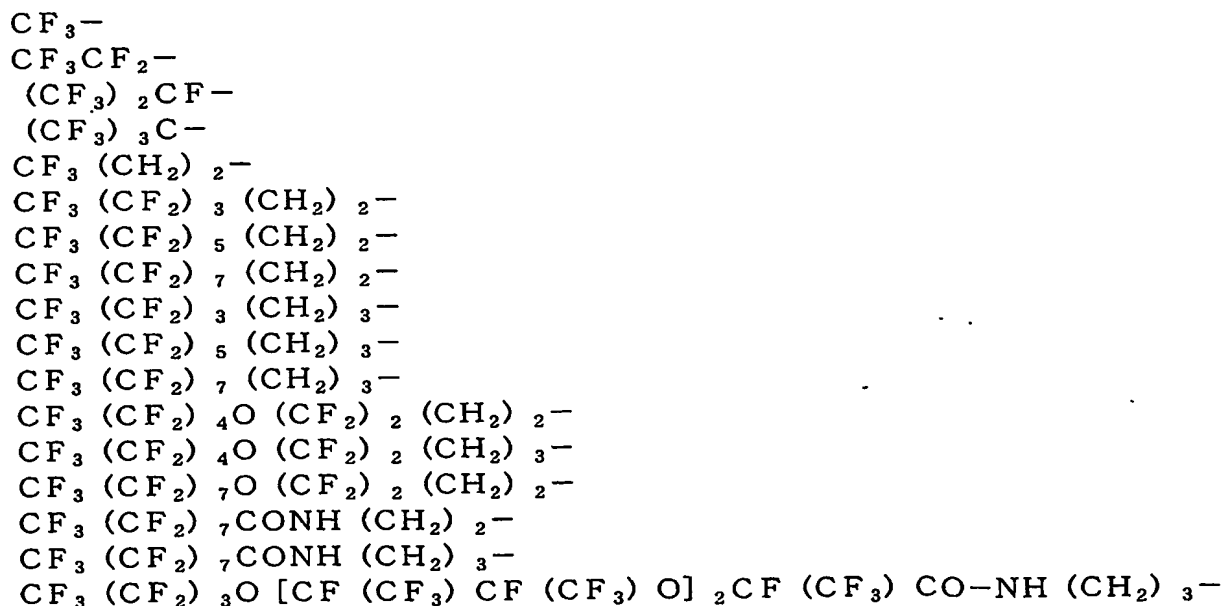 CF₃−
CF₃CF₂−
(CF₃)₂CF−
(CF₃)₃C−
CF₃(CH₂)₂−
CF₃(CF₂)₃(CH₂)₂−
CF₃(CF₂)₅(CH₂)₂−
CF₃(CF₂)₇(CH₂)₂−
CF₃(CF₂)₃(CH₂)₃−
CF₃(CF₂)₅(CH₂)₃−
CF₃(CF₂)₇(CH₂)₃−
CF₃(CF₂)₄O(CF₂)₂(CH₂)₂−
CF₃(CF₂)₄O(CF₂)₂(CH₂)₃−
CF₃(CF₂)₇O(CF₂)₂(CH₂)₂−
CF₃(CF₂)₇CONH(CH₂)₂−
CF₃(CF₂)₇CONH(CH₂)₃−
CF₃(CF₂)₃O[CF(CF₃)CF(CF₃)O]₂CF(CF₃)CO−NH(CH₂)₃−